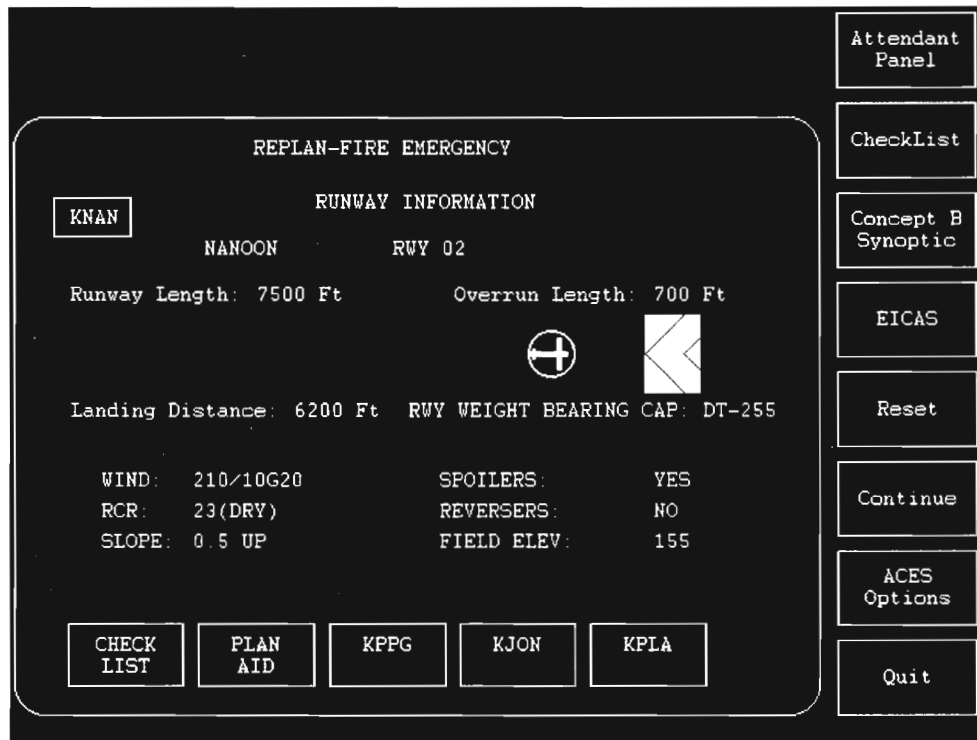 REPLAN-FIRE EMERGENCY
RUNWAY INFORMATION
KNAN
NANOON RWY 02
Runway Length: 7500 Ft Overrun Length: 700 Ft
Landing Distance: 6200 Ft RWY WEIGHT BEARING CAP: DT-255
WIND: 210/10G20 SPOILERS: YES
RCR: 23(DRY) REVERSERS: NO
SLOPE: 0.5 UP FIELD ELEV: 155
CHECK
LIST
PLAN
AID
KPPG
KJON
KPLA
Attendant
Panel
CheckList
Concept B
Synoptic
EICAS
Reset
Continue
ACES
Options
Quit